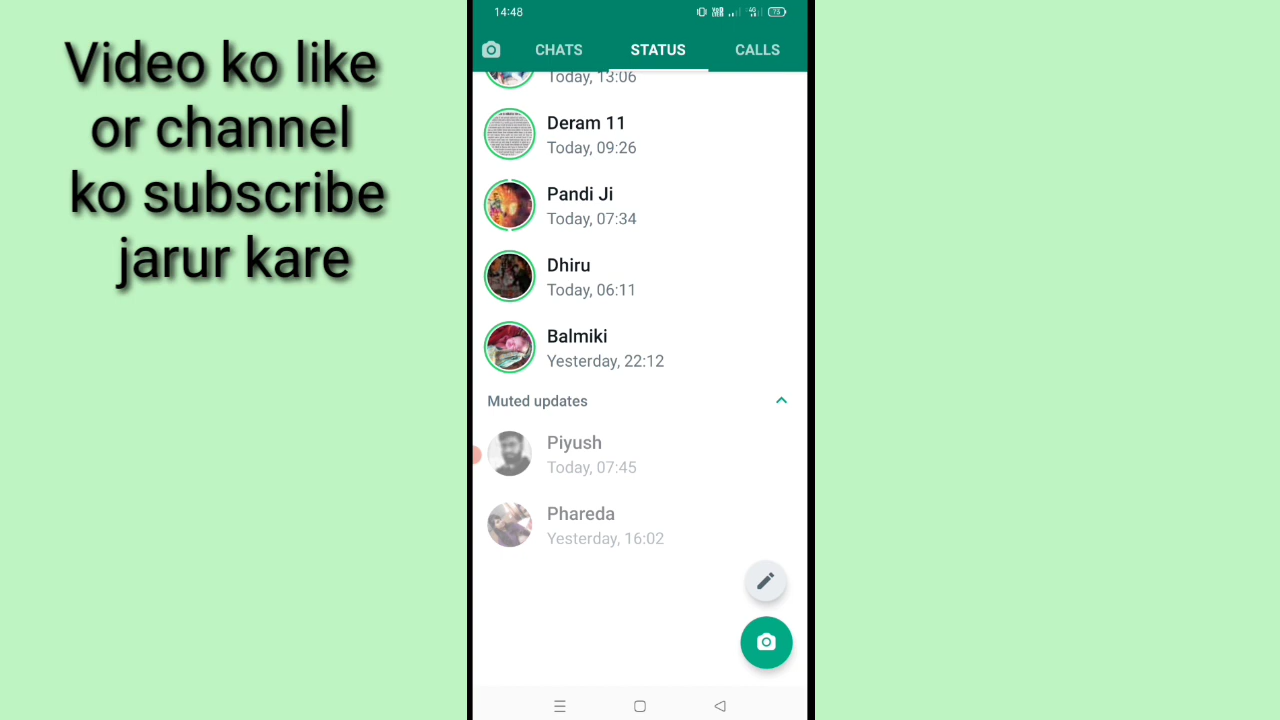 Video ko like
or channel
ko subscribe
jarur kare
14:48
4G
75
CHATS STATUS CALLS
Today, 13:06
Deram 11
Today, 09:26
Pandi Ji
Today, 07:34
Dhiru
Today, 06:11
Balmiki
Yesterday, 22:12
Muted updates
Piyush
Today, 07:45
Phareda
Yesterday, 16:02